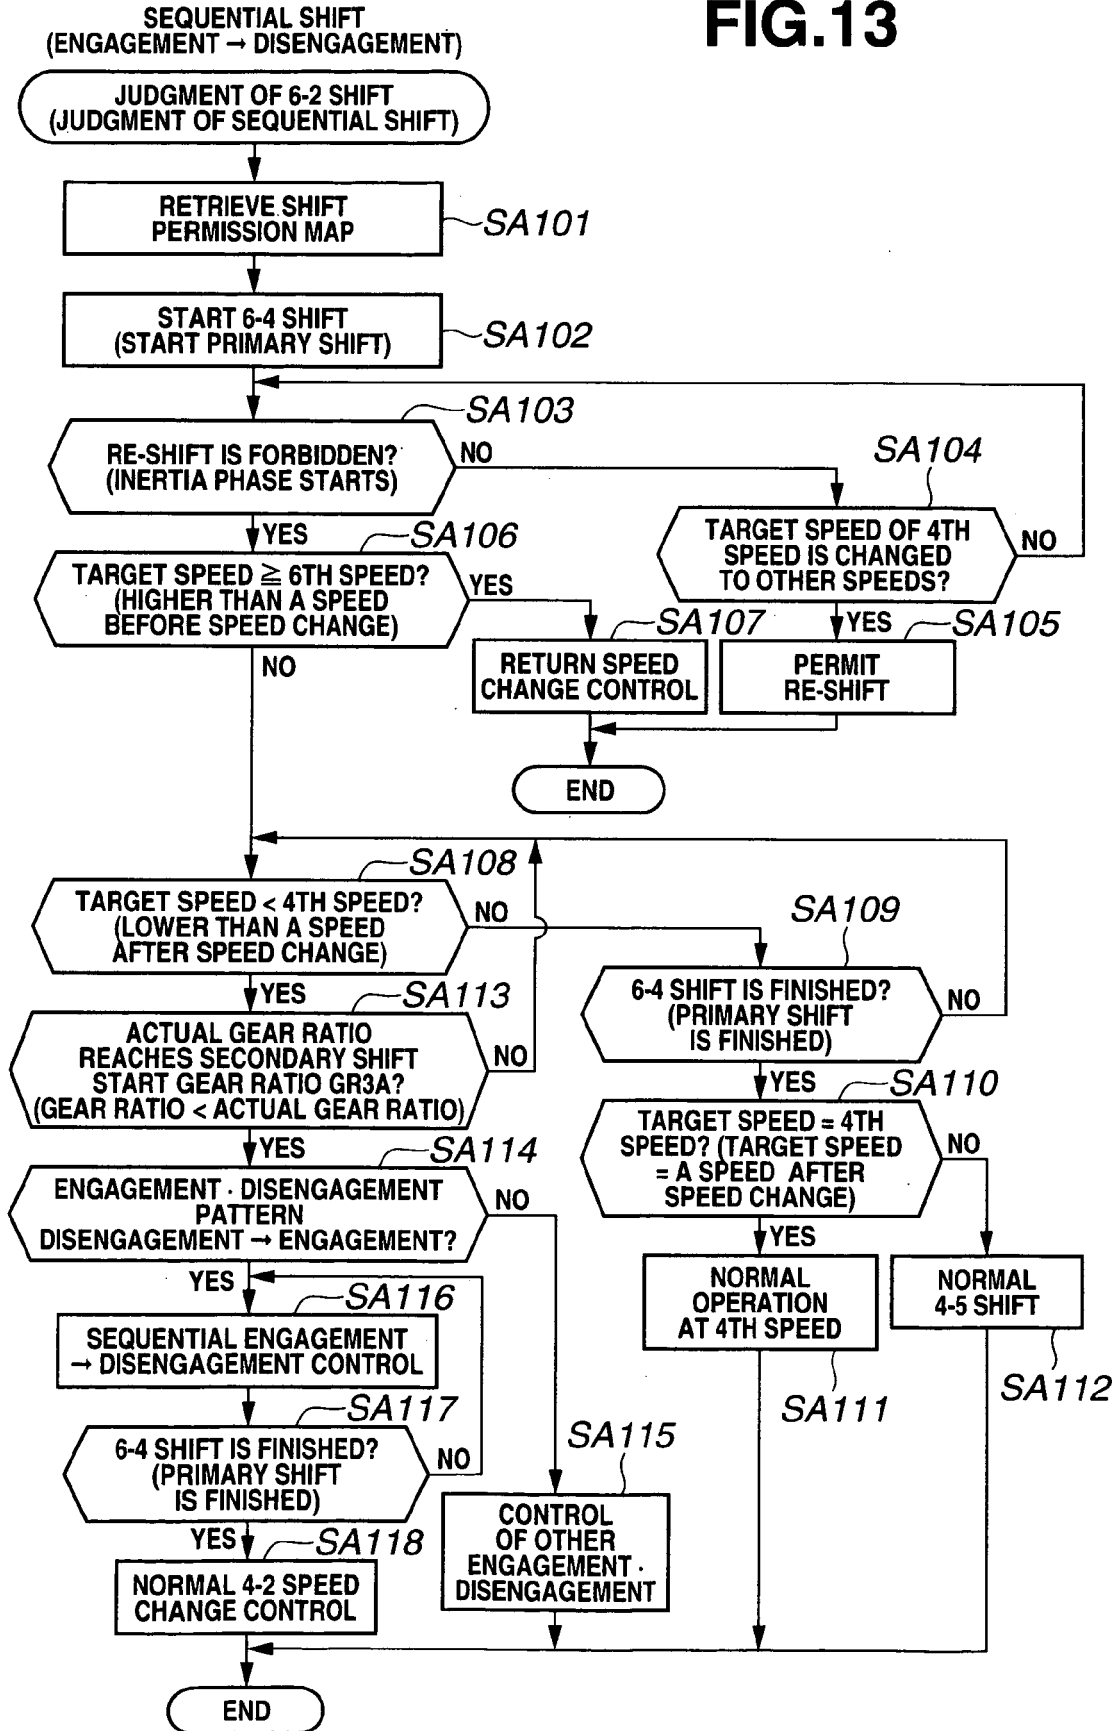 FIG.13
SEQUENTIAL SHIFT
(ENGAGEMENT → DISENGAGEMENT)
JUDGMENT OF 6-2 SHIFT
(JUDGMENT OF SEQUENTIAL SHIFT)
RETRIEVE SHIFT
PERMISSION MAP
SA101
START 6-4 SHIFT
(START PRIMARY SHIFT)
SA102
SA103
RE-SHIFT IS FORBIDDEN?
(INERTIA PHASE STARTS)
NO
YES
SA104
TARGET SPEED OF 4TH
SPEED IS CHANGED
TO OTHER SPEEDS?
NO
YES
SA106
TARGET SPEED ≧ 6TH SPEED?
(HIGHER THAN A SPEED
BEFORE SPEED CHANGE)
YES
NO
SA107
RETURN SPEED
CHANGE CONTROL
SA105
PERMIT
RE-SHIFT
END
SA108
TARGET SPEED < 4TH SPEED?
(LOWER THAN A SPEED
AFTER SPEED CHANGE)
NO
YES
SA109
6-4 SHIFT IS FINISHED?
(PRIMARY SHIFT
IS FINISHED)
NO
YES
SA113
ACTUAL GEAR RATIO
REACHES SECONDARY SHIFT
START GEAR RATIO GR3A?
(GEAR RATIO < ACTUAL GEAR RATIO)
NO
YES
SA110
TARGET SPEED = 4TH
SPEED? (TARGET SPEED
= A SPEED AFTER
SPEED CHANGE)
NO
YES
SA114
ENGAGEMENT · DISENGAGEMENT
PATTERN
DISENGAGEMENT → ENGAGEMENT?
NO
YES
NORMAL
OPERATION
AT 4TH SPEED
SA111
NORMAL
4-5 SHIFT
SA112
SA116
SEQUENTIAL ENGAGEMENT
→ DISENGAGEMENT CONTROL
SA117
6-4 SHIFT IS FINISHED?
(PRIMARY SHIFT
IS FINISHED)
NO
YES
SA115
CONTROL
OF OTHER
ENGAGEMENT ·
DISENGAGEMENT
SA118
NORMAL 4-2 SPEED
CHANGE CONTROL
END